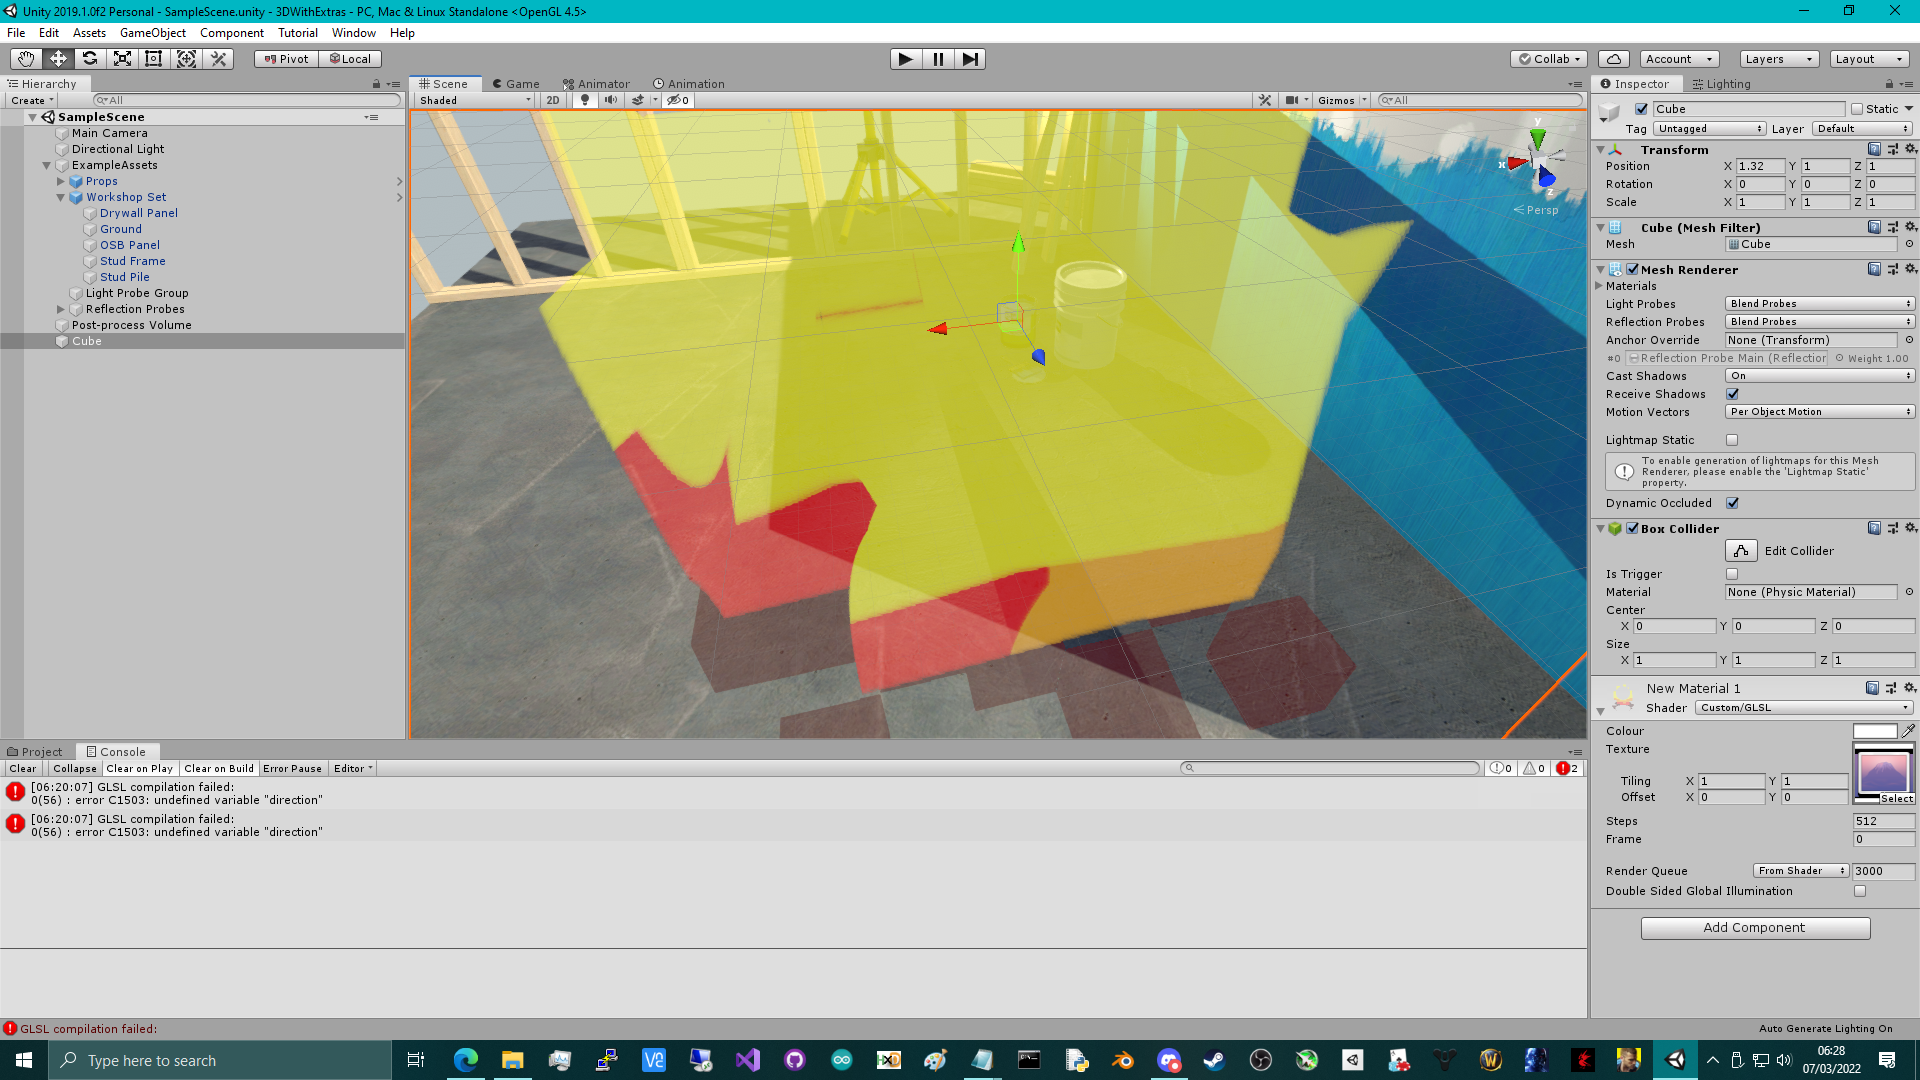 Unity 2019.1.0f2 Personal - SampleScene.unity - 3DWithExtras - PC, Mac & Linux Standalone <OpenGL 4.5>
File Edit Assets GameObject Component Tutorial Window Help
Pivot Local Collab Account Layers Layout
Hierarchy
Create All
SampleScene
Main Camera
Directional Light
ExampleAssets
Props
Workshop Set
Drywall Panel
Ground
OSB Panel
Stud Frame
Stud Pile
Light Probe Group
Reflection Probes
Post-process Volume
Cube
Scene Game Animator Animation
Shaded 2D 0 Gizmos All
y
x
z
Persp
Inspector Lighting
Cube Static
Tag Untagged Layer Default
Transform
Position X 1.32 Y 1 Z 1
Rotation X 0 Y 0 Z 0
Scale X 1 Y 1 Z 1
Cube (Mesh Filter)
Mesh Cube
Mesh Renderer
Materials
Light Probes Blend Probes
Reflection Probes Blend Probes
Anchor Override None (Transform)
#0 Reflection Probe Main (Reflection Weight 1.00
Cast Shadows On
Receive Shadows
Motion Vectors Per Object Motion
Lightmap Static
To enable generation of lightmaps for this Mesh
Renderer, please enable the 'Lightmap Static'
property.
Dynamic Occluded
Box Collider
Edit Collider
Is Trigger
Material None (Physic Material)
Center
X 0 Y 0 Z 0
Size
X 1 Y 1 Z 1
New Material 1
Shader Custom/GLSL
Colour
Texture
Tiling X 1 Y 1
Offset X 0 Y 0
Select
Steps 512
Frame 0
Render Queue From Shader 3000
Double Sided Global Illumination
Add Component
Project Console
Clear Collapse Clear on Play Clear on Build Error Pause Editor 0 0 2
[06:20:07] GLSL compilation failed:
0(56) : error C1503: undefined variable "direction"
[06:20:07] GLSL compilation failed:
0(56) : error C1503: undefined variable "direction"
GLSL compilation failed:
Auto Generate Lighting On
Type here to search
06:28
07/03/2022